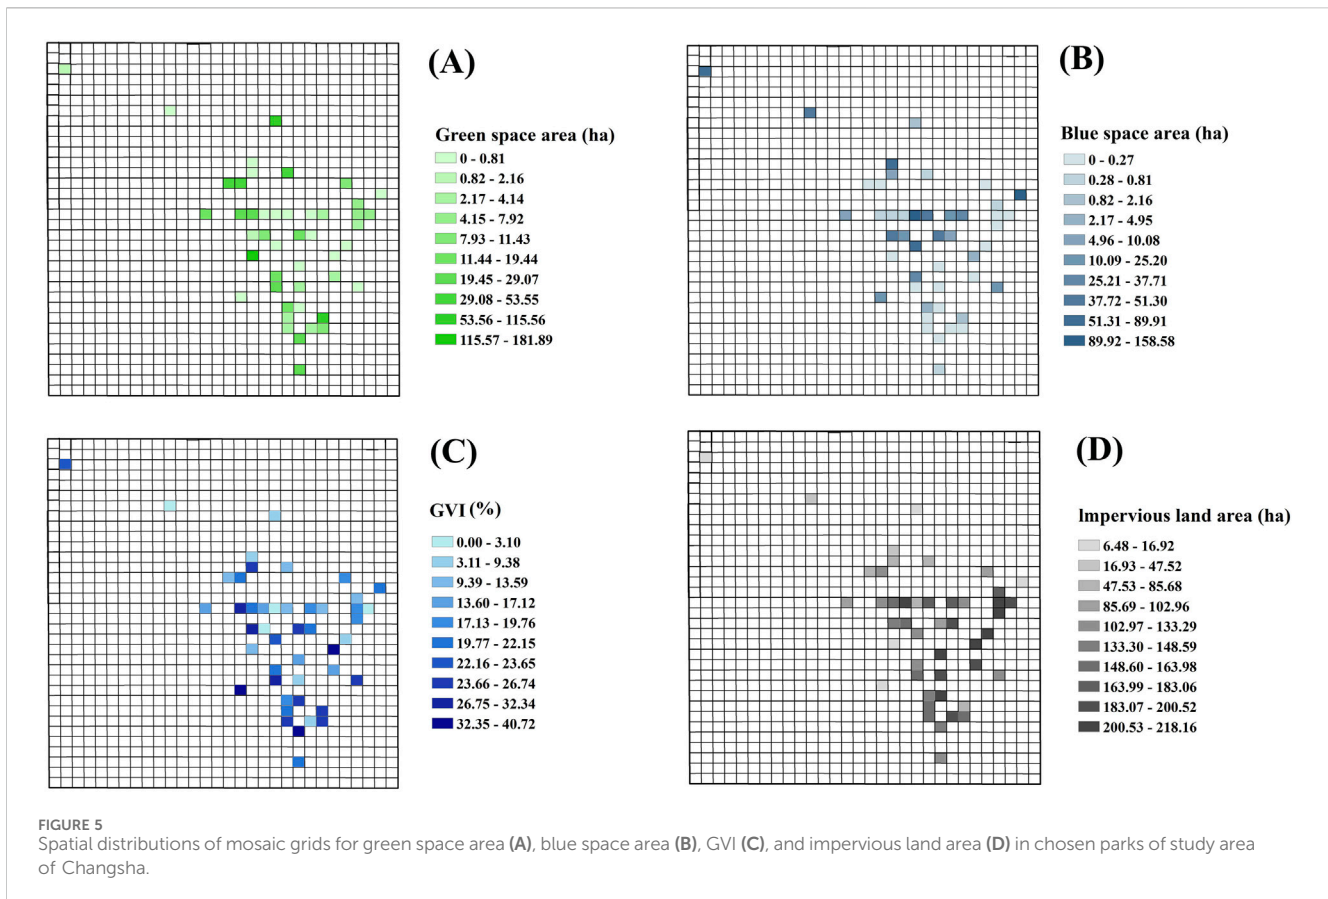 (A)
Green space area (ha)
0 - 0.81
0.82 - 2.16
2.17 - 4.14
4.15 - 7.92
7.93 - 11.43
11.44 - 19.44
19.45 - 29.07
29.08 - 53.55
53.56 - 115.56
115.57 - 181.89
(B)
Blue space area (ha)
0 - 0.27
0.28 - 0.81
0.82 - 2.16
2.17 - 4.95
4.96 - 10.08
10.09 - 25.20
25.21 - 37.71
37.72 - 51.30
51.31 - 89.91
89.92 - 158.58
(C)
GVI (%)
0.00 - 3.10
3.11 - 9.38
9.39 - 13.59
13.60 - 17.12
17.13 - 19.76
19.77 - 22.15
22.16 - 23.65
23.66 - 26.74
26.75 - 32.34
32.35 - 40.72
(D)
Impervious land area (ha)
6.48 - 16.92
16.93 - 47.52
47.53 - 85.68
85.69 - 102.96
102.97 - 133.29
133.30 - 148.59
148.60 - 163.98
163.99 - 183.06
183.07 - 200.52
200.53 - 218.16
FIGURE 5
Spatial distributions of mosaic grids for green space area (A), blue space area (B), GVI (C), and impervious land area (D) in chosen parks of study area
of Changsha.